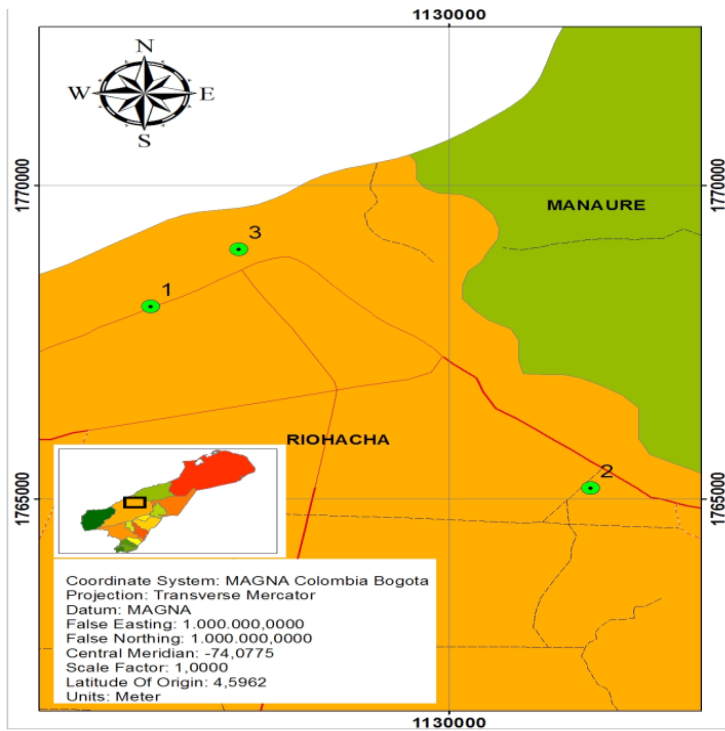 1130000
N
W E
S
1770000
1770000
MANAURE
3
1
RIOHACHA
2
1765000
1765000
Coordinate System: MAGNA Colombia Bogota
Projection: Transverse Mercator
Datum: MAGNA
False Easting: 1.000.000,0000
False Northing: 1.000.000,0000
Central Meridian: -74,0775
Scale Factor: 1,0000
Latitude Of Origin: 4,5962
Units: Meter
1130000